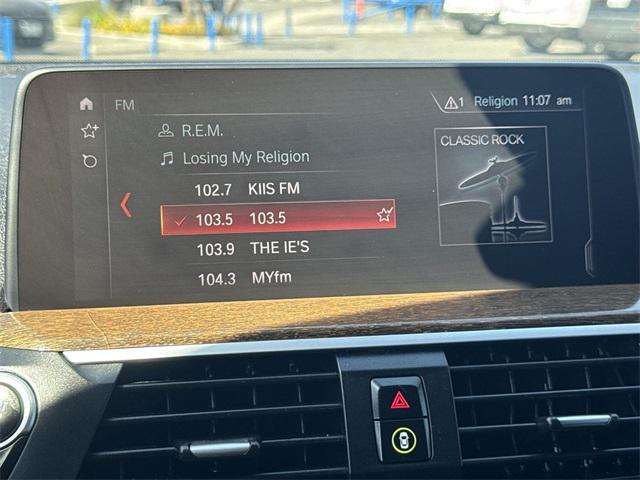 FM
1 Religion 11:07 am
R.E.M.
Losing My Religion
CLASSIC ROCK
102.7 KIIS FM
103.5 103.5
103.9 THE IE'S
104.3 MYfm